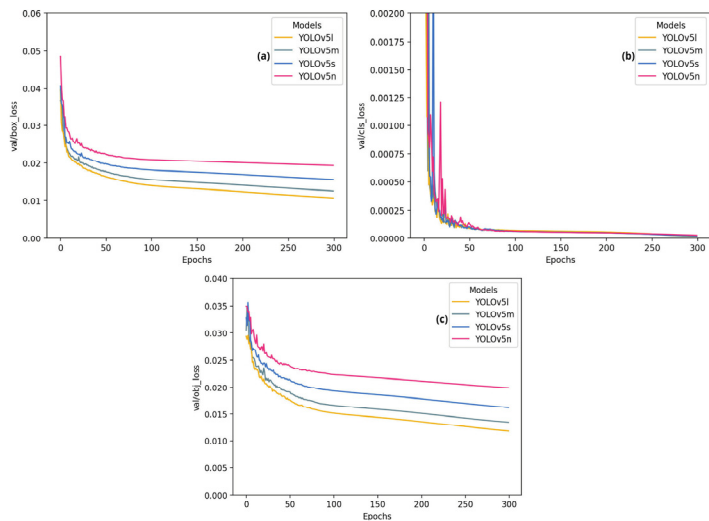 0.06
0.05
0.04
0.03
0.02
0.01
0.00
val/box_loss
0
50
100
150
200
250
300
Epochs
(a)
Models
YOLOv5l
YOLOv5m
YOLOv5s
YOLOv5n
0.00200
0.00175
0.00150
0.00125
0.00100
0.00075
0.00050
0.00025
0.00000
val/cls_loss
0
50
100
150
200
250
300
Epochs
(b)
Models
YOLOv5l
YOLOv5m
YOLOv5s
YOLOv5n
0.040
0.035
0.030
0.025
0.020
0.015
0.010
0.005
0.000
val/obj_loss
0
50
100
150
200
250
300
Epochs
(c)
Models
YOLOv5l
YOLOv5m
YOLOv5s
YOLOv5n